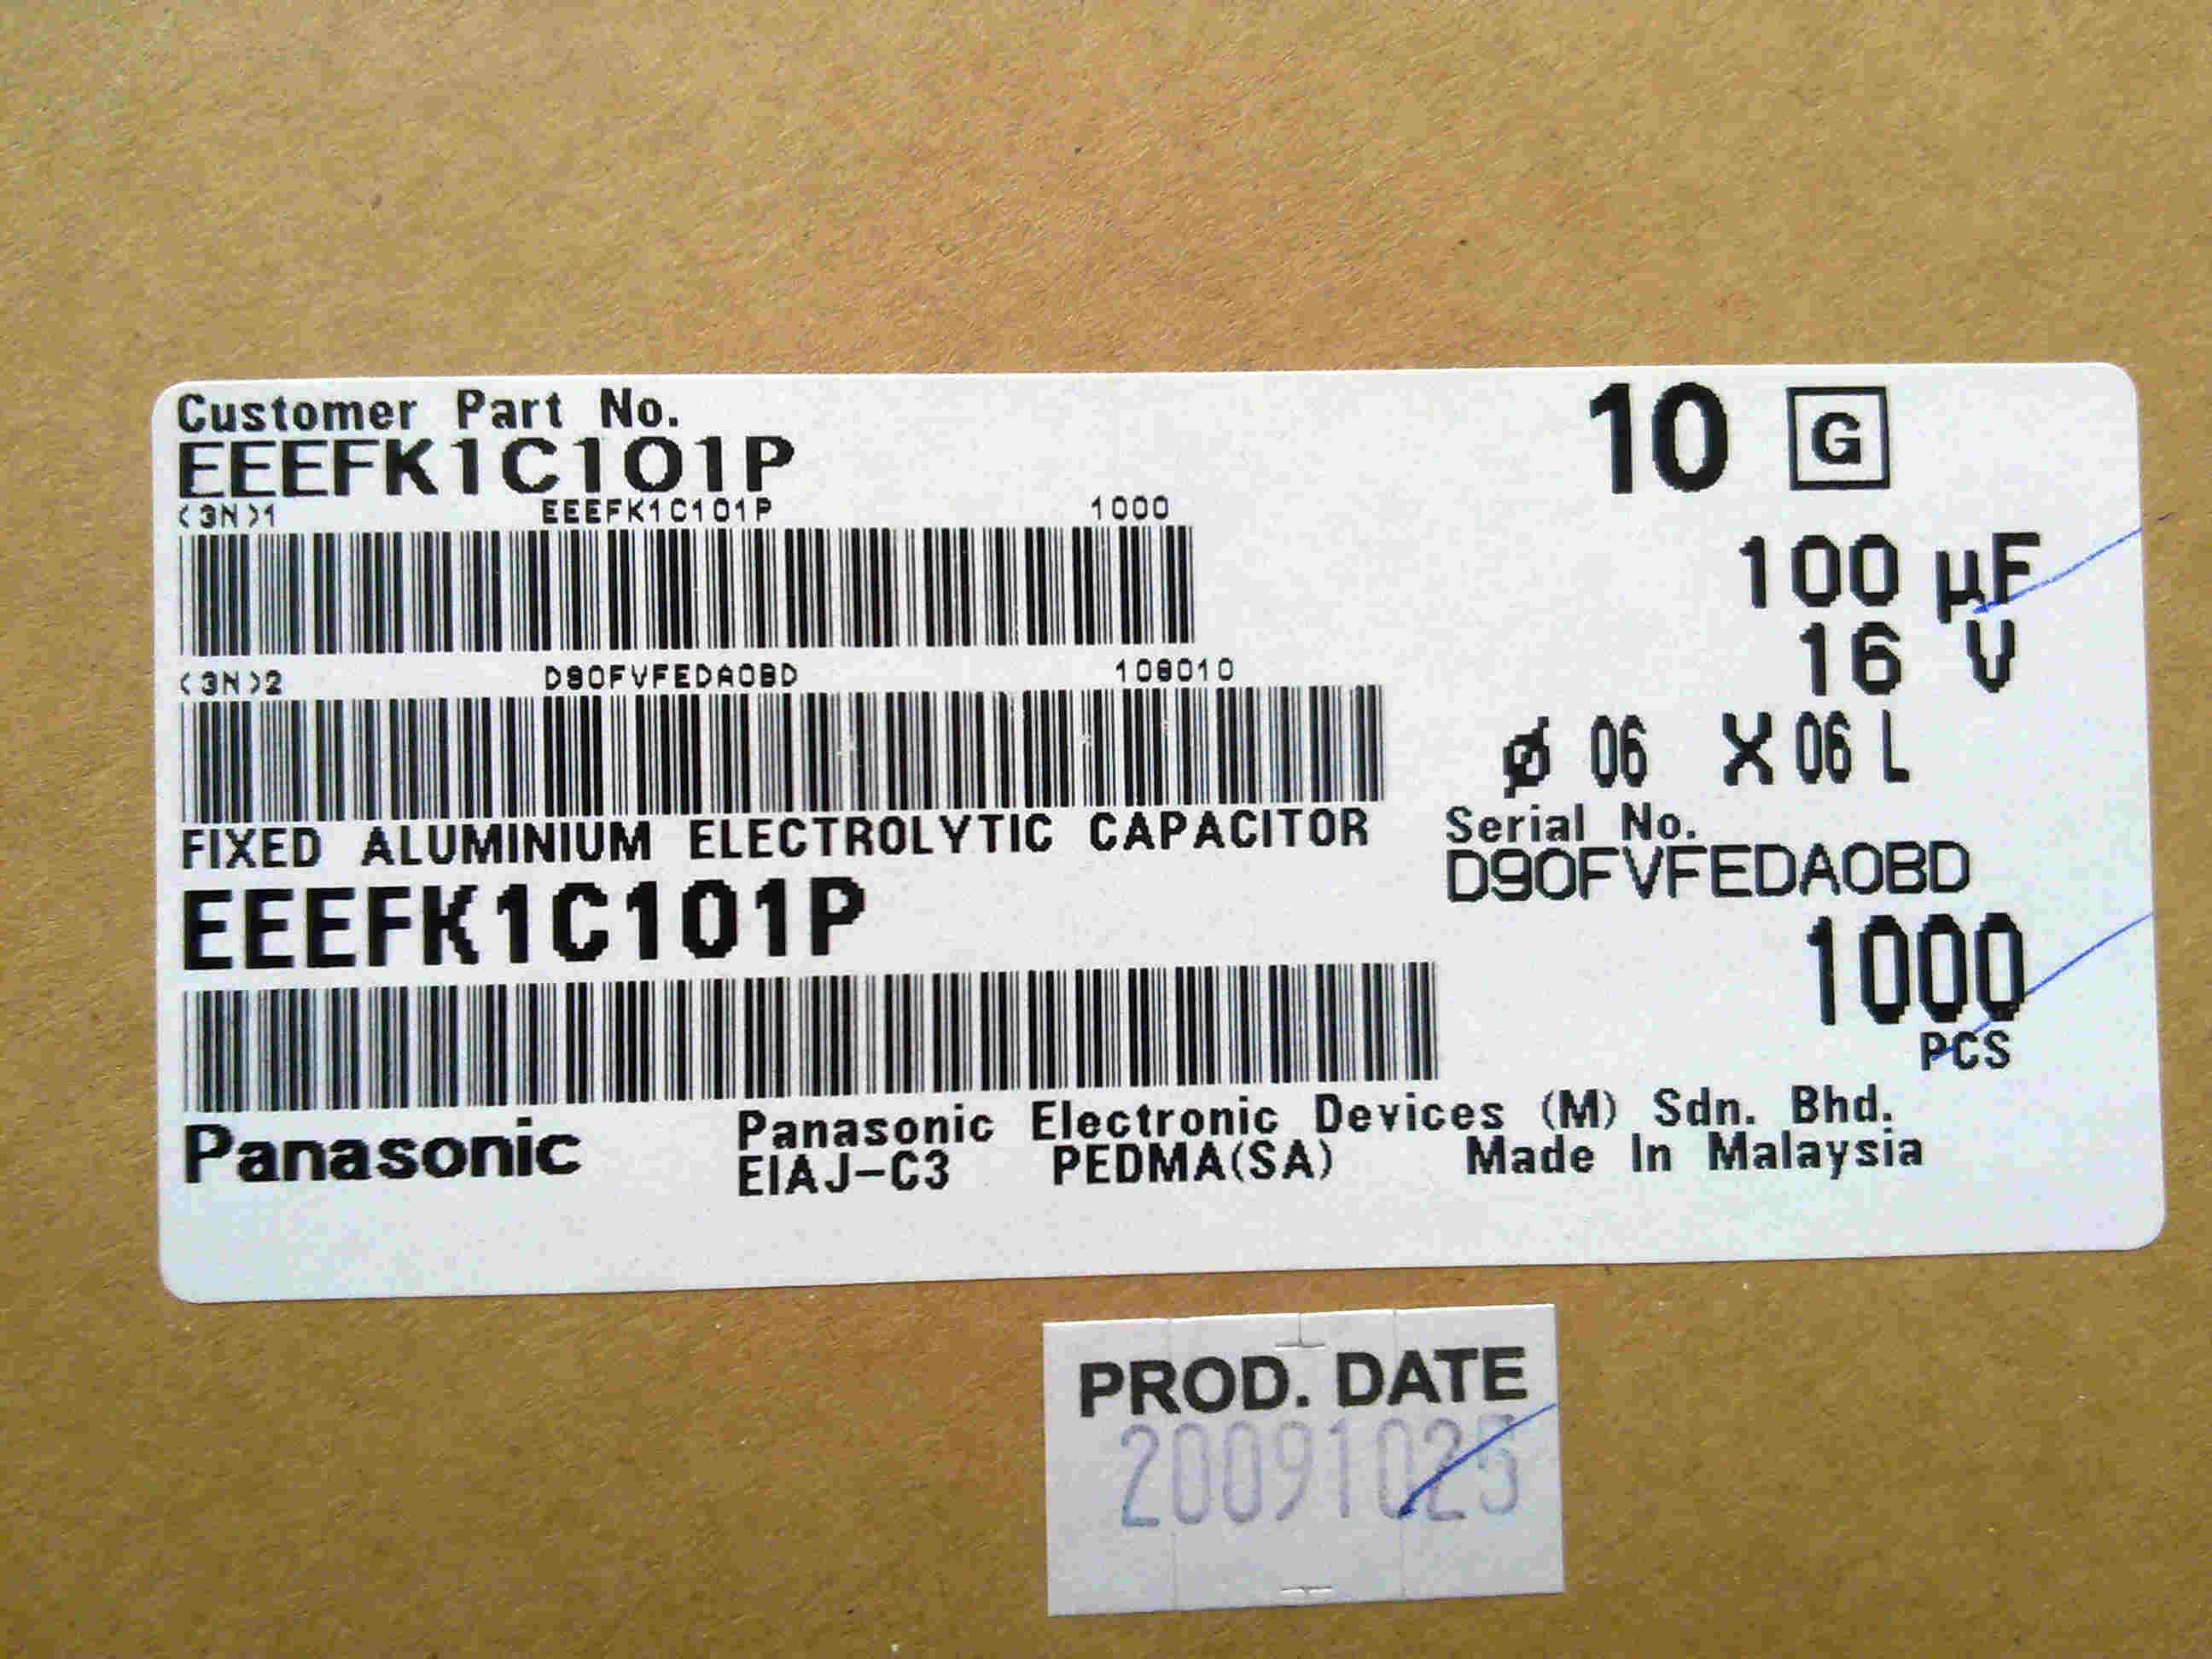 Customer Part No.
EEEFK1C101P
(3N)1 EEEFK1C101P 1000
(3N)2 D90FVFEDA0BD 108010
FIXED ALUMINIUM ELECTROLYTIC CAPACITOR
EEEFK1C101P
Panasonic
Panasonic Electronic Devices (M) Sdn. Bhd.
EIAJ-C3 PEDMA(SA) Made In Malaysia
10 G
100 µF
16 V
ø 06 X 06 L
Serial No.
D90FVFEDA0BD
1000
PCS
PROD. DATE
20091025